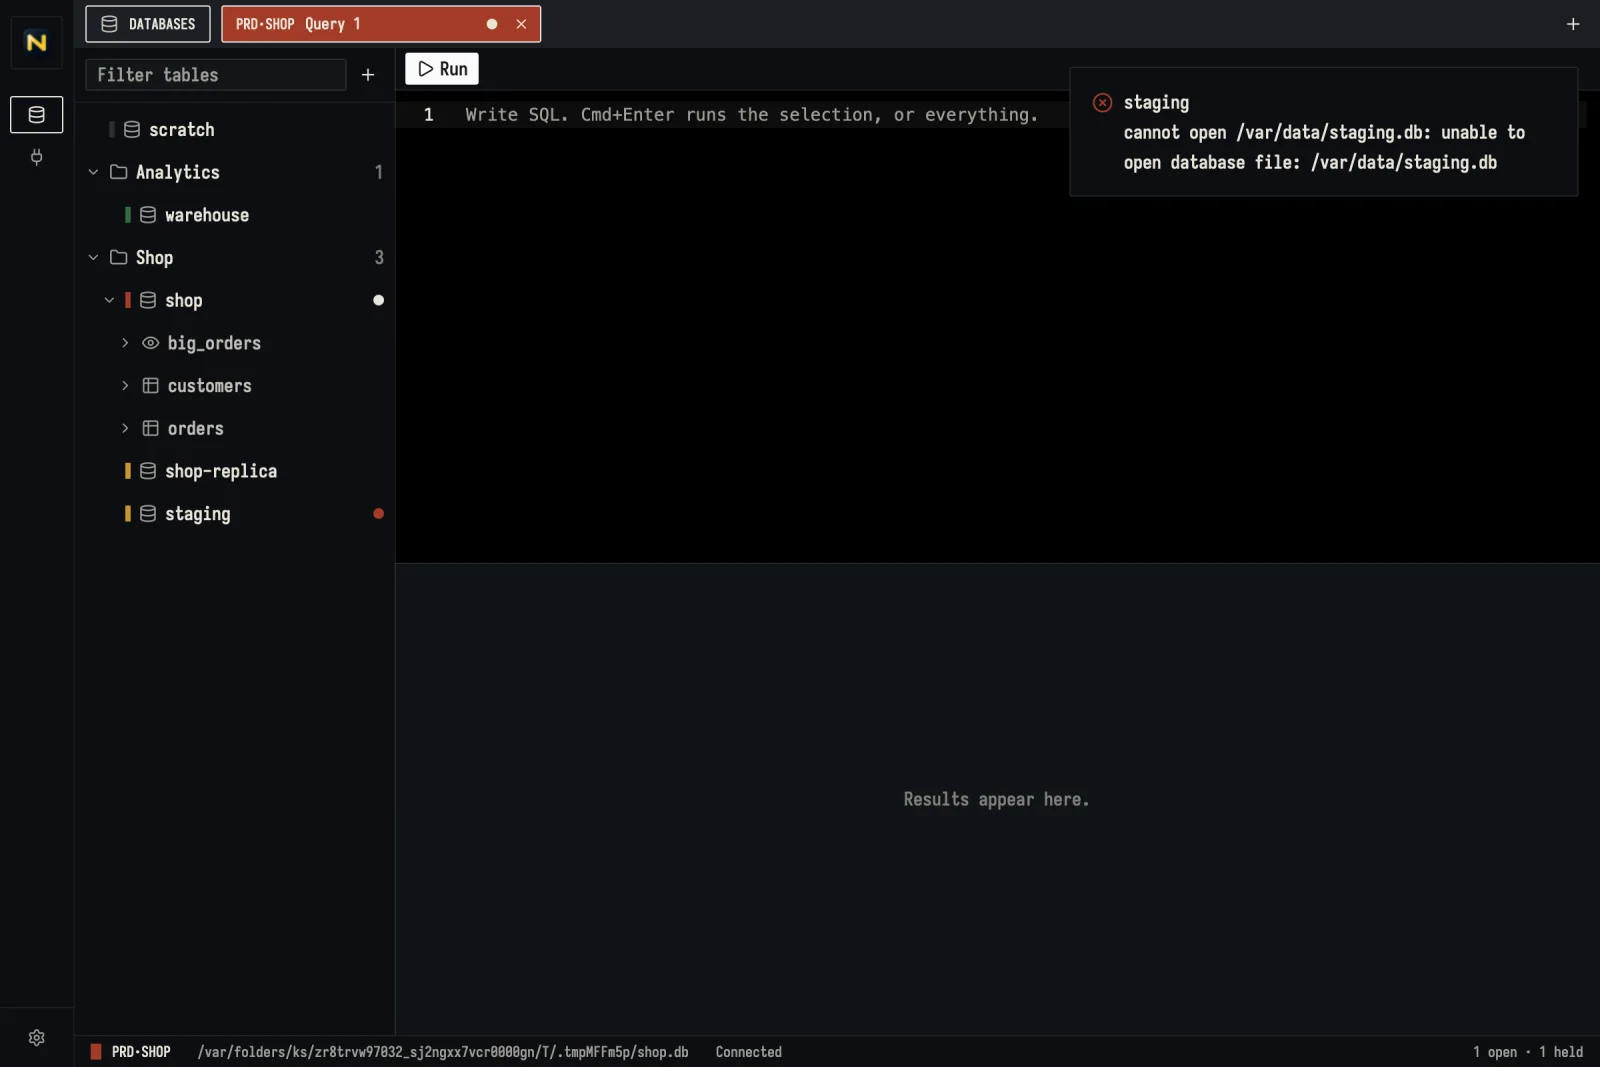 N
DATABASES
PRD·SHOP Query 1
Filter tables
Run
1 Write SQL. Cmd+Enter runs the selection, or everything.
staging
cannot open /var/data/staging.db: unable to
open database file: /var/data/staging.db
scratch
Analytics 1
warehouse
Shop 3
shop
big_orders
customers
orders
shop-replica
staging
Results appear here.
PRD·SHOP /var/folders/ks/zr8trvw97032_sj2ngxx7vcr0000gn/T/.tmpMFFm5p/shop.db Connected
1 open · 1 held